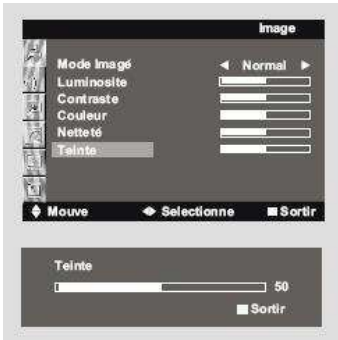 Image
Mode Imagé ◄ Normal ►
Luminosite
Contraste
Couleur
Netteté
Teinte
Mouve Selectionne Sortir
Teinte
50
Sortir